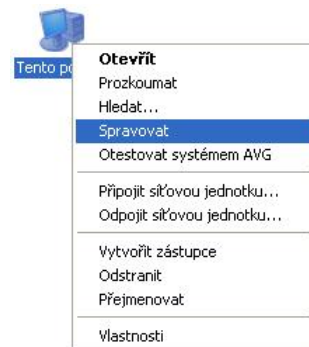 Tento po
Otevřít
Prozkoumat
Hledat...
Spravovat
Otestovat systémem AVG
Připojit síťovou jednotku...
Odpojit síťovou jednotku...
Vytvořit zástupce
Odstranit
Přejmenovat
Vlastnosti